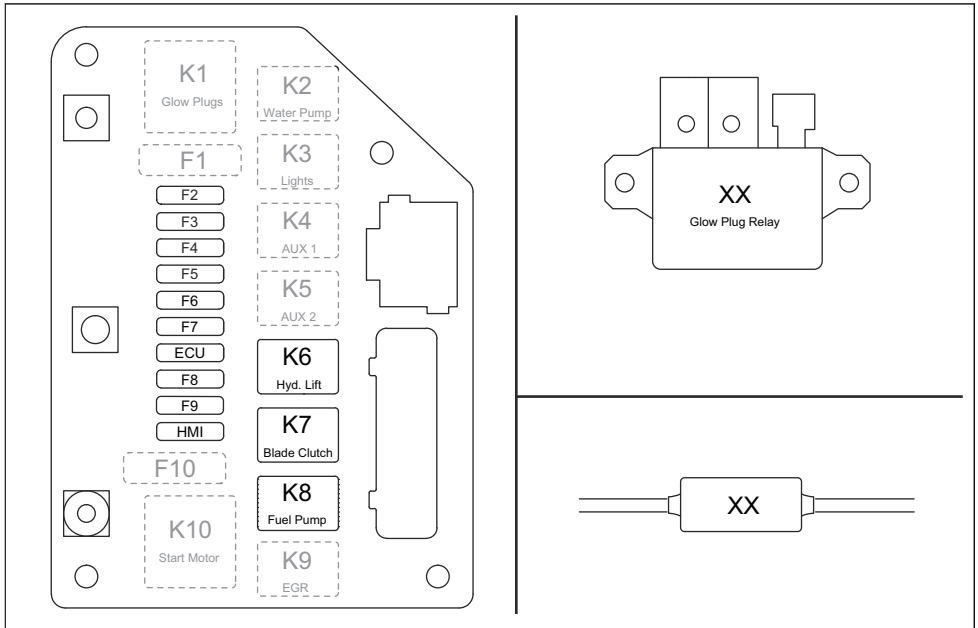 K1
Glow Plugs
F1
F2
F3
F4
F5
F6
F7
ECU
F8
F9
HMI
F10
K10
Start Motor
K2
Water Pump
K3
Lights
K4
AUX 1
K5
AUX 2
K6
Hyd. Lift
K7
Blade Clutch
K8
Fuel Pump
K9
EGR
XX
Glow Plug Relay
XX